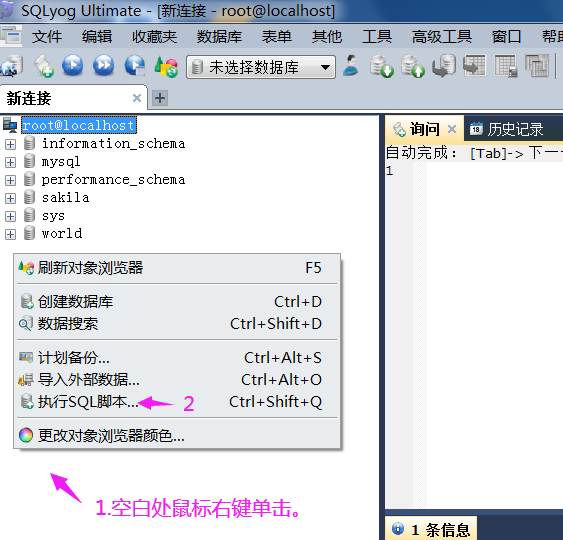 SQLyog Ultimate - [新连接 - root@localhost]
文件 编辑 收藏夹 数据库 表单 其他 工具 高级工具 窗口 帮
未选择数据库
新连接
root@localhost
information_schema
mysql
performance_schema
sakila
sys
world
询问 历史记录
自动完成: [Tab]-> 下一
1
刷新对象浏览器 F5
创建数据库 Ctrl+D
数据搜索 Ctrl+Shift+D
计划备份... Ctrl+Alt+S
导入外部数据... Ctrl+Alt+O
执行SQL脚本... Ctrl+Shift+Q
2
更改对象浏览器颜色...
1.空白处鼠标右键单击。
1 条信息